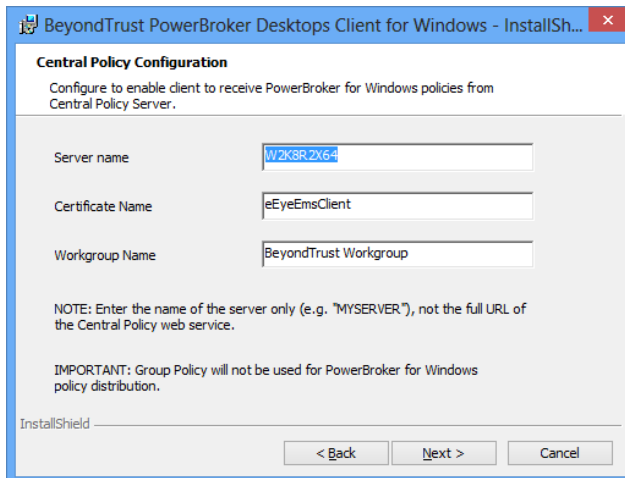 BeyondTrust PowerBroker Desktops Client for Windows - InstallSh...
Central Policy Configuration
Configure to enable client to receive PowerBroker for Windows policies from
Central Policy Server.
Server name
W2K8R2X64
Certificate Name
eEyeEmsClient
Workgroup Name
BeyondTrust Workgroup
NOTE: Enter the name of the server only (e.g. "MYSERVER"), not the full URL of
the Central Policy web service.
IMPORTANT: Group Policy will not be used for PowerBroker for Windows
policy distribution.
InstallShield
< Back
Next >
Cancel